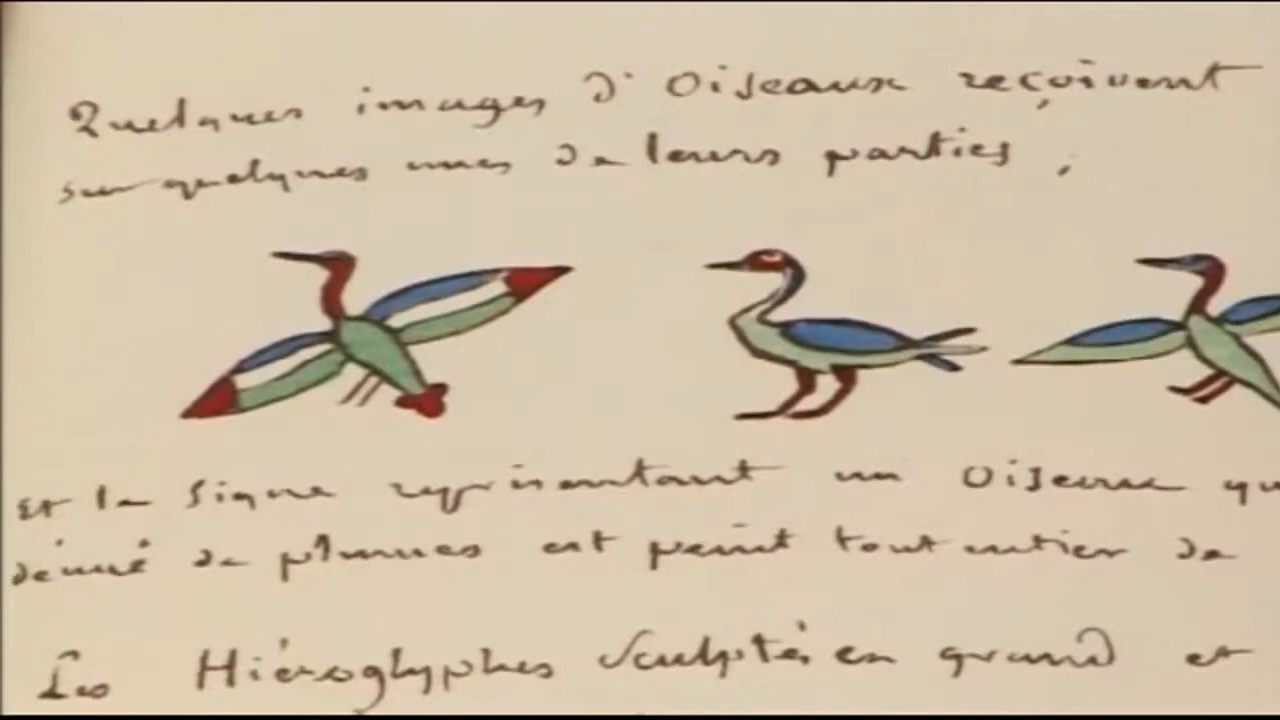 Quelques images d'Oiseaux reçoivent
sur quelques unes de leurs parties,
et le Signe représentant un Oiseau qu
dénué de plumes est peint tout entier de
Les Hiéroglyphes Sculptés en grand et